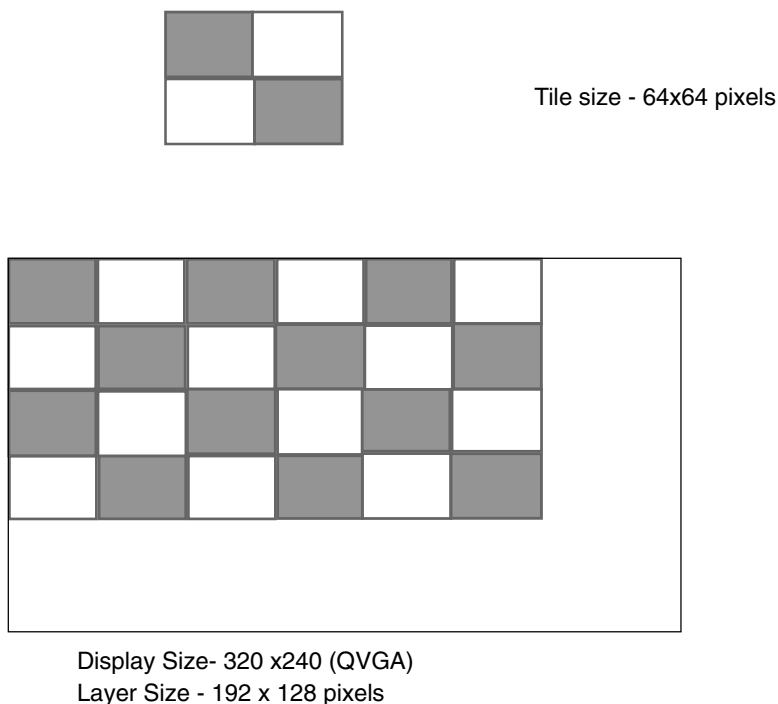 Tile size - 64x64 pixels
Display Size- 320 x240 (QVGA)
Layer Size - 192 x 128 pixels